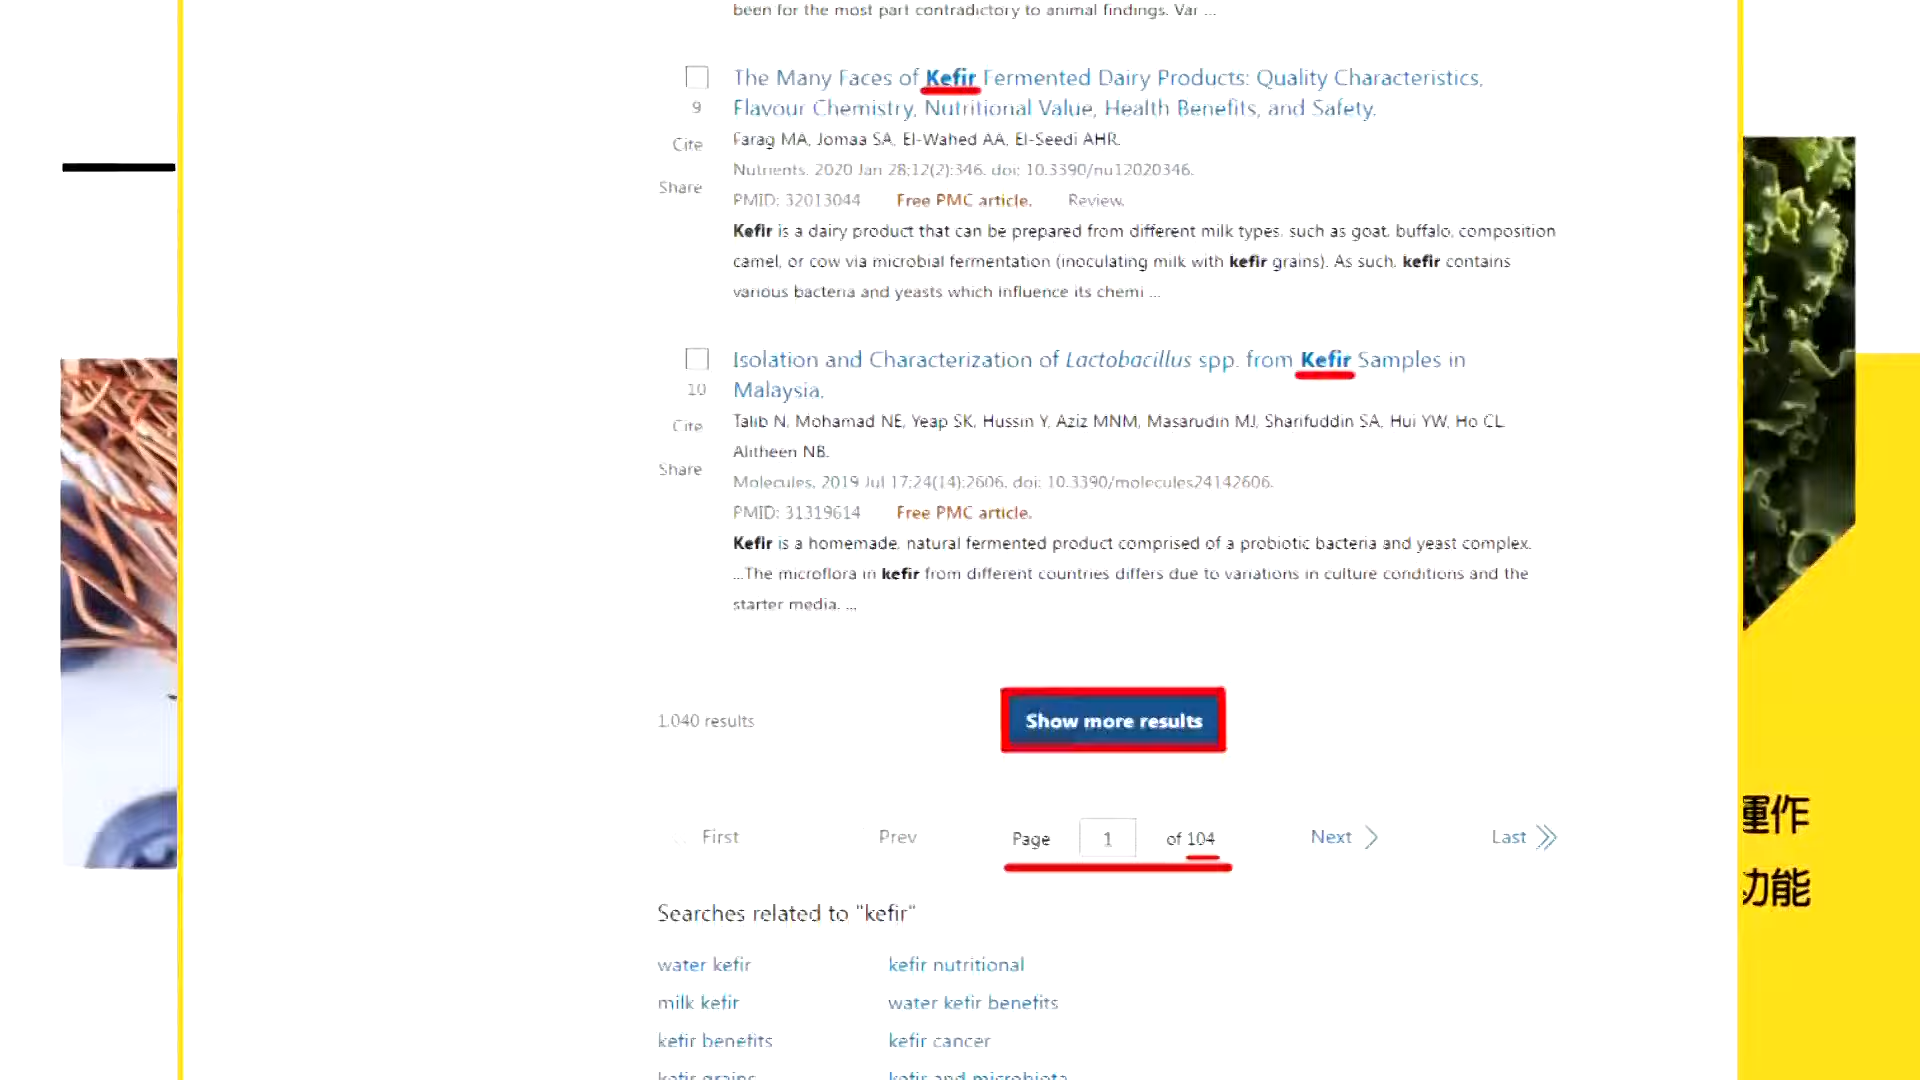 been for the most part contradictory to animal findings. Var ...
The Many Faces of Kefir Fermented Dairy Products: Quality Characteristics,
9
Flavour Chemistry, Nutritional Value, Health Benefits, and Safety.
Cite
Farag MA, Jomaa SA, El-Wahed AA, El-Seedi AHR.
Nutrients. 2020 Jan 28;12(2):346. doi: 10.3390/nu12020346.
Share
PMID: 32013044 Free PMC article. Review.
Kefir is a dairy product that can be prepared from different milk types, such as goat, buffalo, composition
camel, or cow via microbial fermentation (inoculating milk with kefir grains). As such, kefir contains
various bacteria and yeasts which influence its chemi ...
Isolation and Characterization of Lactobacillus spp. from Kefir Samples in
10
Malaysia.
Cite
Talib N, Mohamad NE, Yeap SK, Hussin Y, Aziz MNM, Masarudin MJ, Sharifuddin SA, Hui YW, Ho CL,
Alitheen NB.
Share
Molecules. 2019 Jul 17;24(14):2606. doi: 10.3390/molecules24142606.
PMID: 31319614 Free PMC article.
Kefir is a homemade, natural fermented product comprised of a probiotic bacteria and yeast complex.
...The microflora in kefir from different countries differs due to variations in culture conditions and the
starter media. ...
1,040 results
Show more results
First Prev Page 1 of 104 Next Last
Searches related to "kefir"
water kefir kefir nutritional
milk kefir water kefir benefits
kefir benefits kefir cancer
kefir grains kefir and microbiota
運作
功能